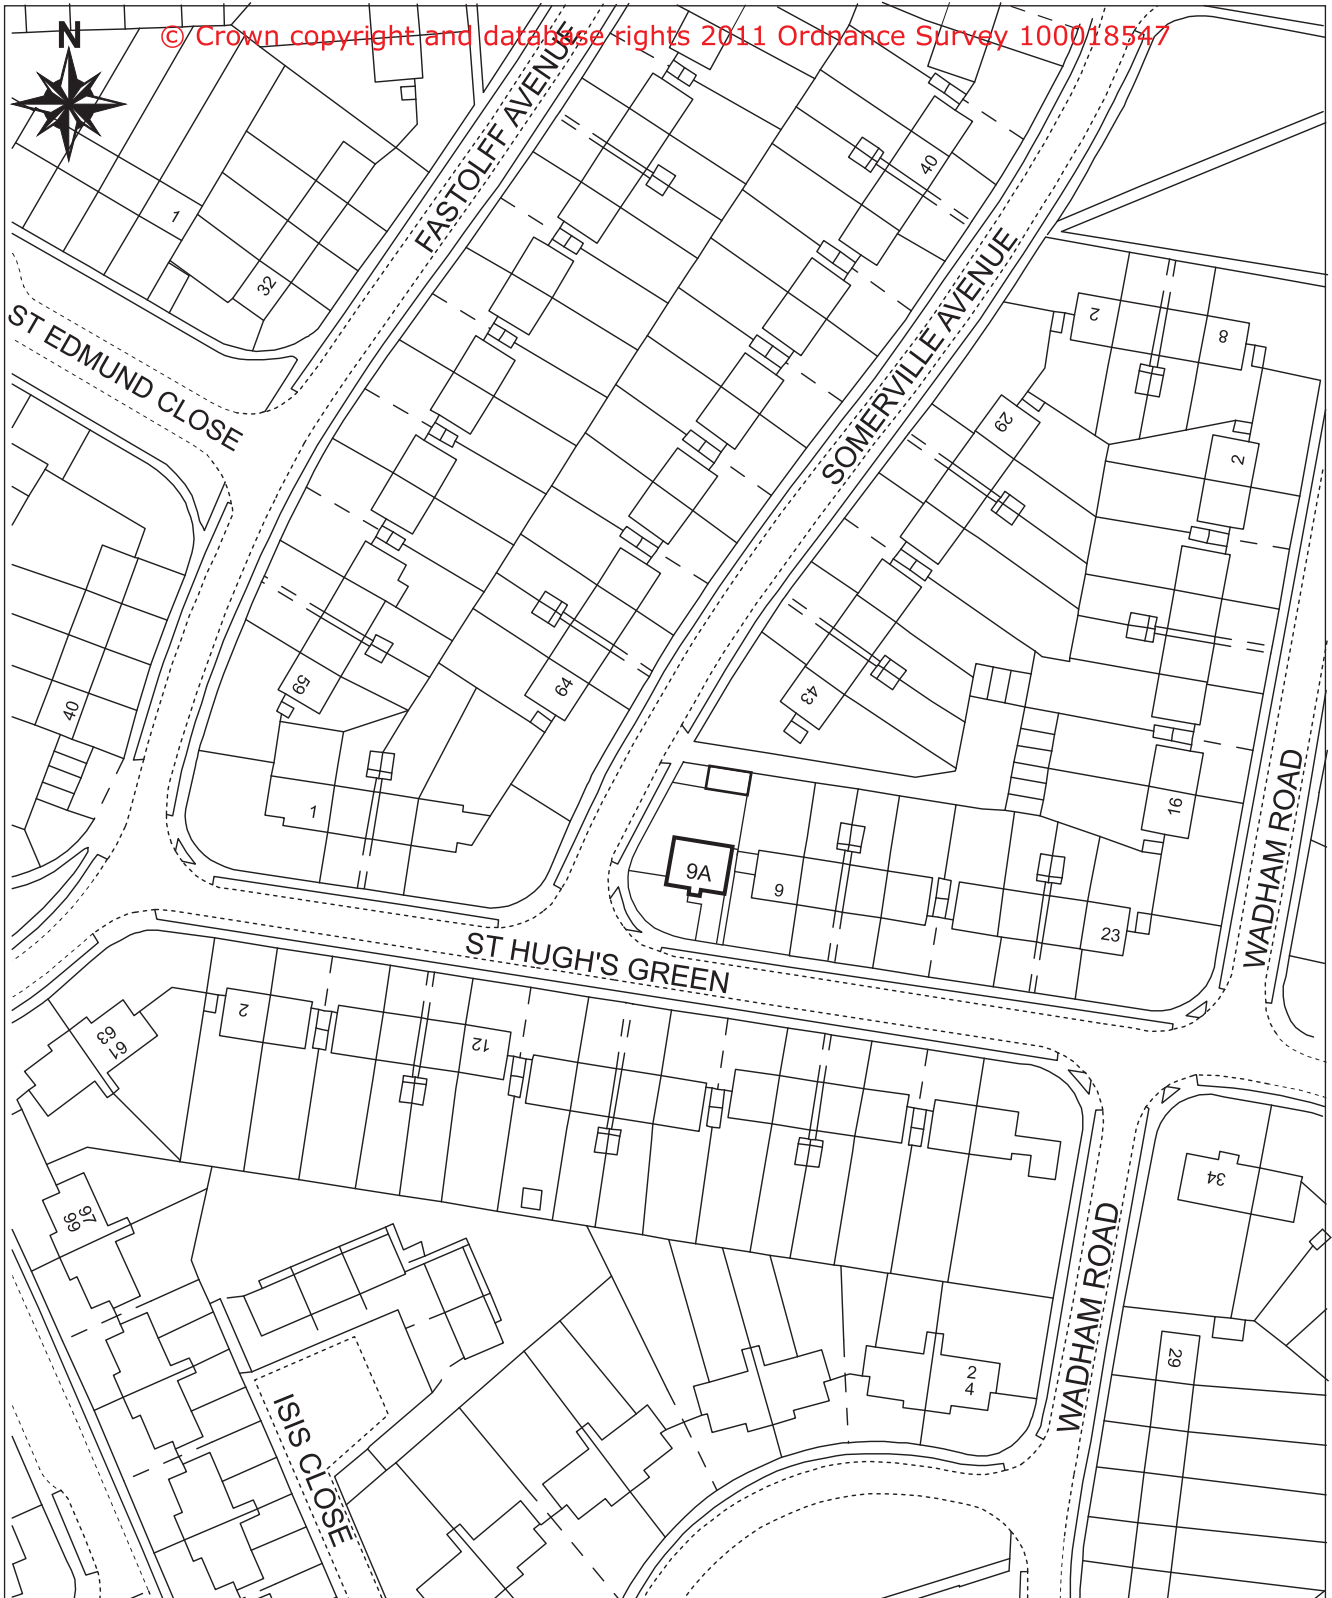 © Crown copyright and database rights 2011 Ordnance Survey 100018547
N
FASTOLFF AVENUE
40
1
32
SOMERVILLE AVENUE
ST EDMUND CLOSE
2
8
29
2
40
59
64
43
1
16
WADHAM ROAD
9A
9
23
ST HUGH'S GREEN
2
12
61
63
34
97
99
WADHAM ROAD
29
2
4
ISIS CLOSE